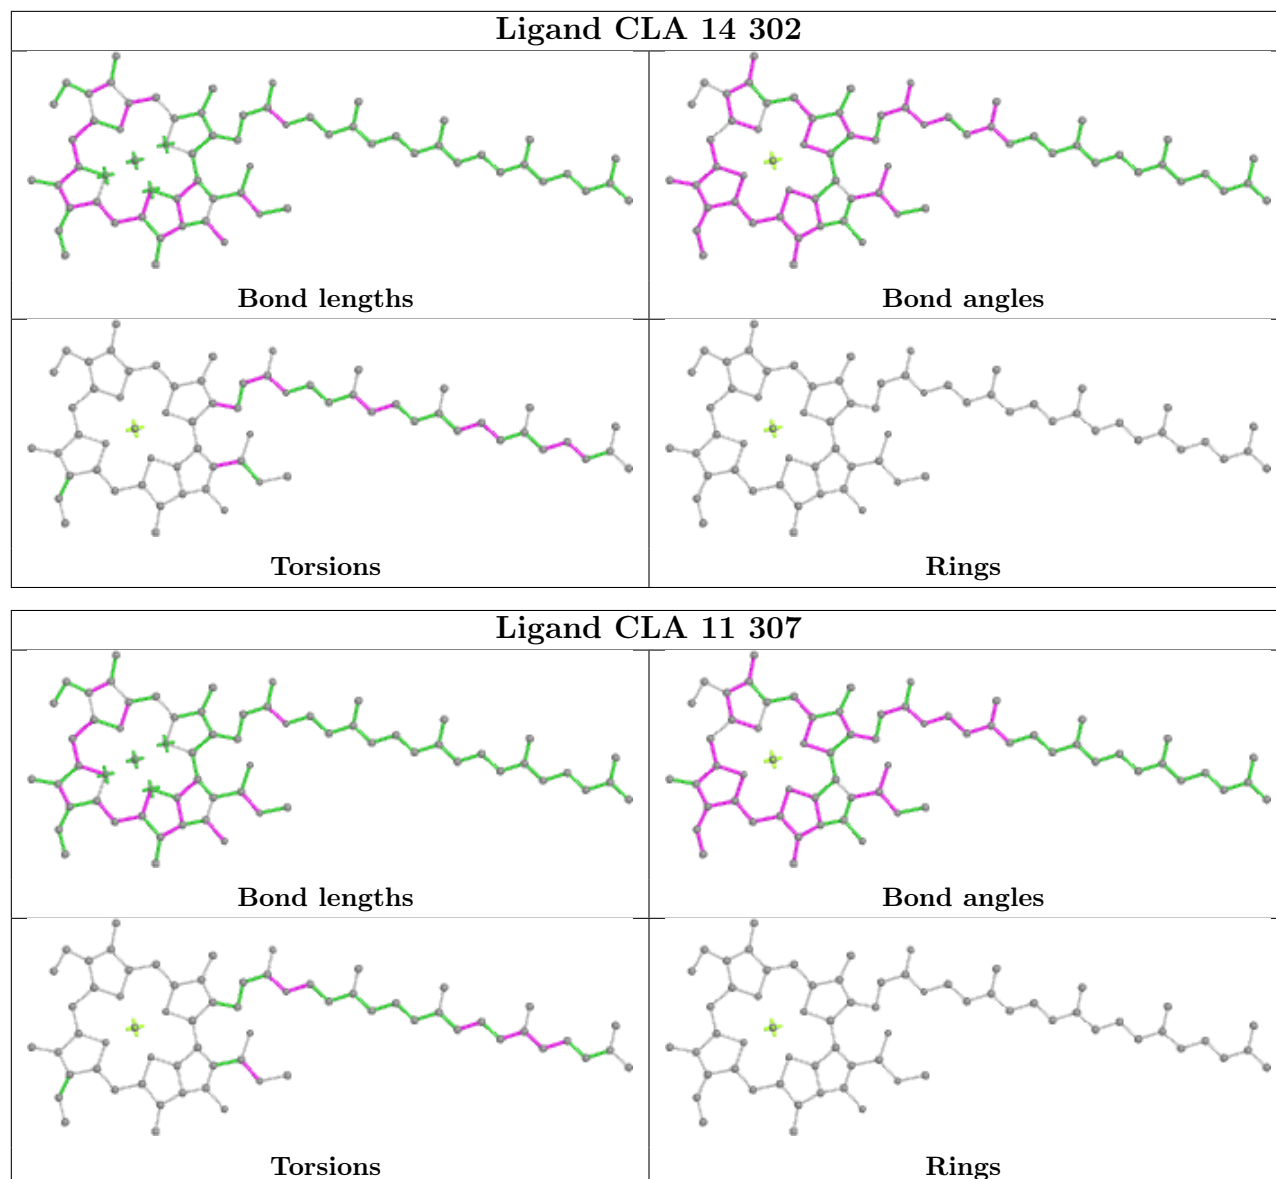 Ligand CLA 14 302
Bond lengths
Bond angles
Torsions
Rings
Ligand CLA 11 307
Bond lengths
Bond angles
Torsions
Rings